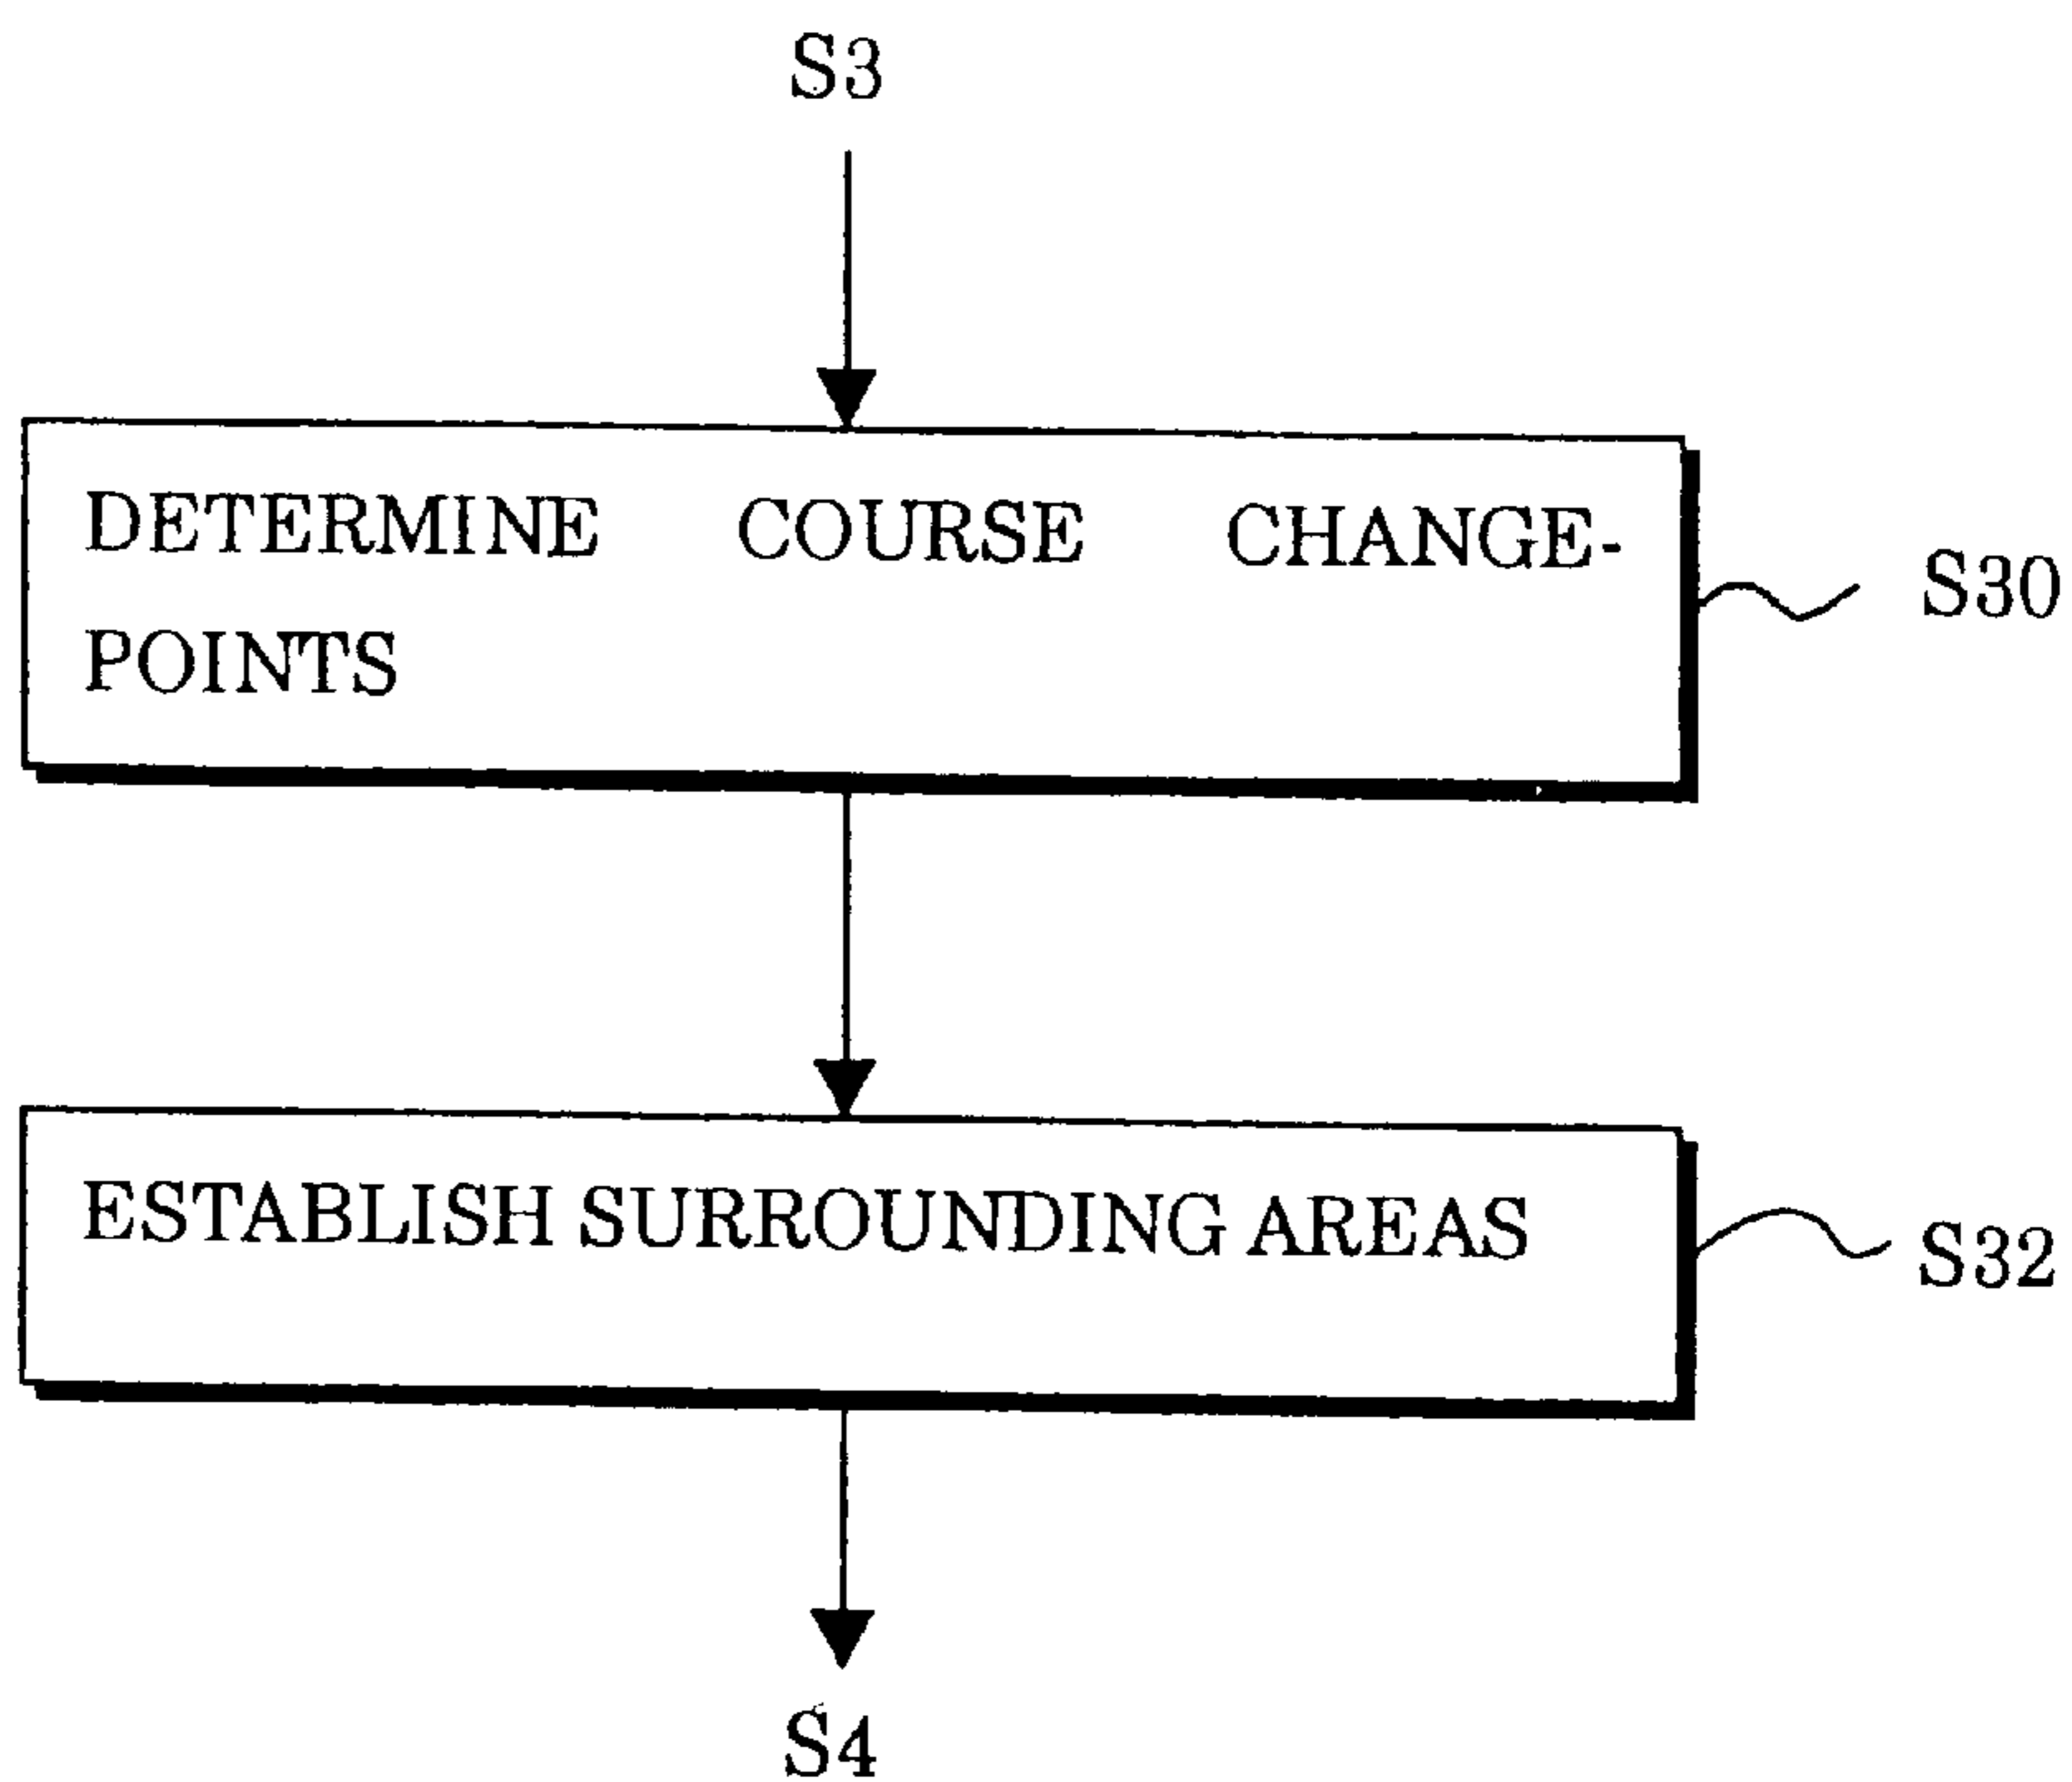 S3
DETERMINE COURSE CHANGE-
POINTS
S30
ESTABLISH SURROUNDING AREAS
S32
S4